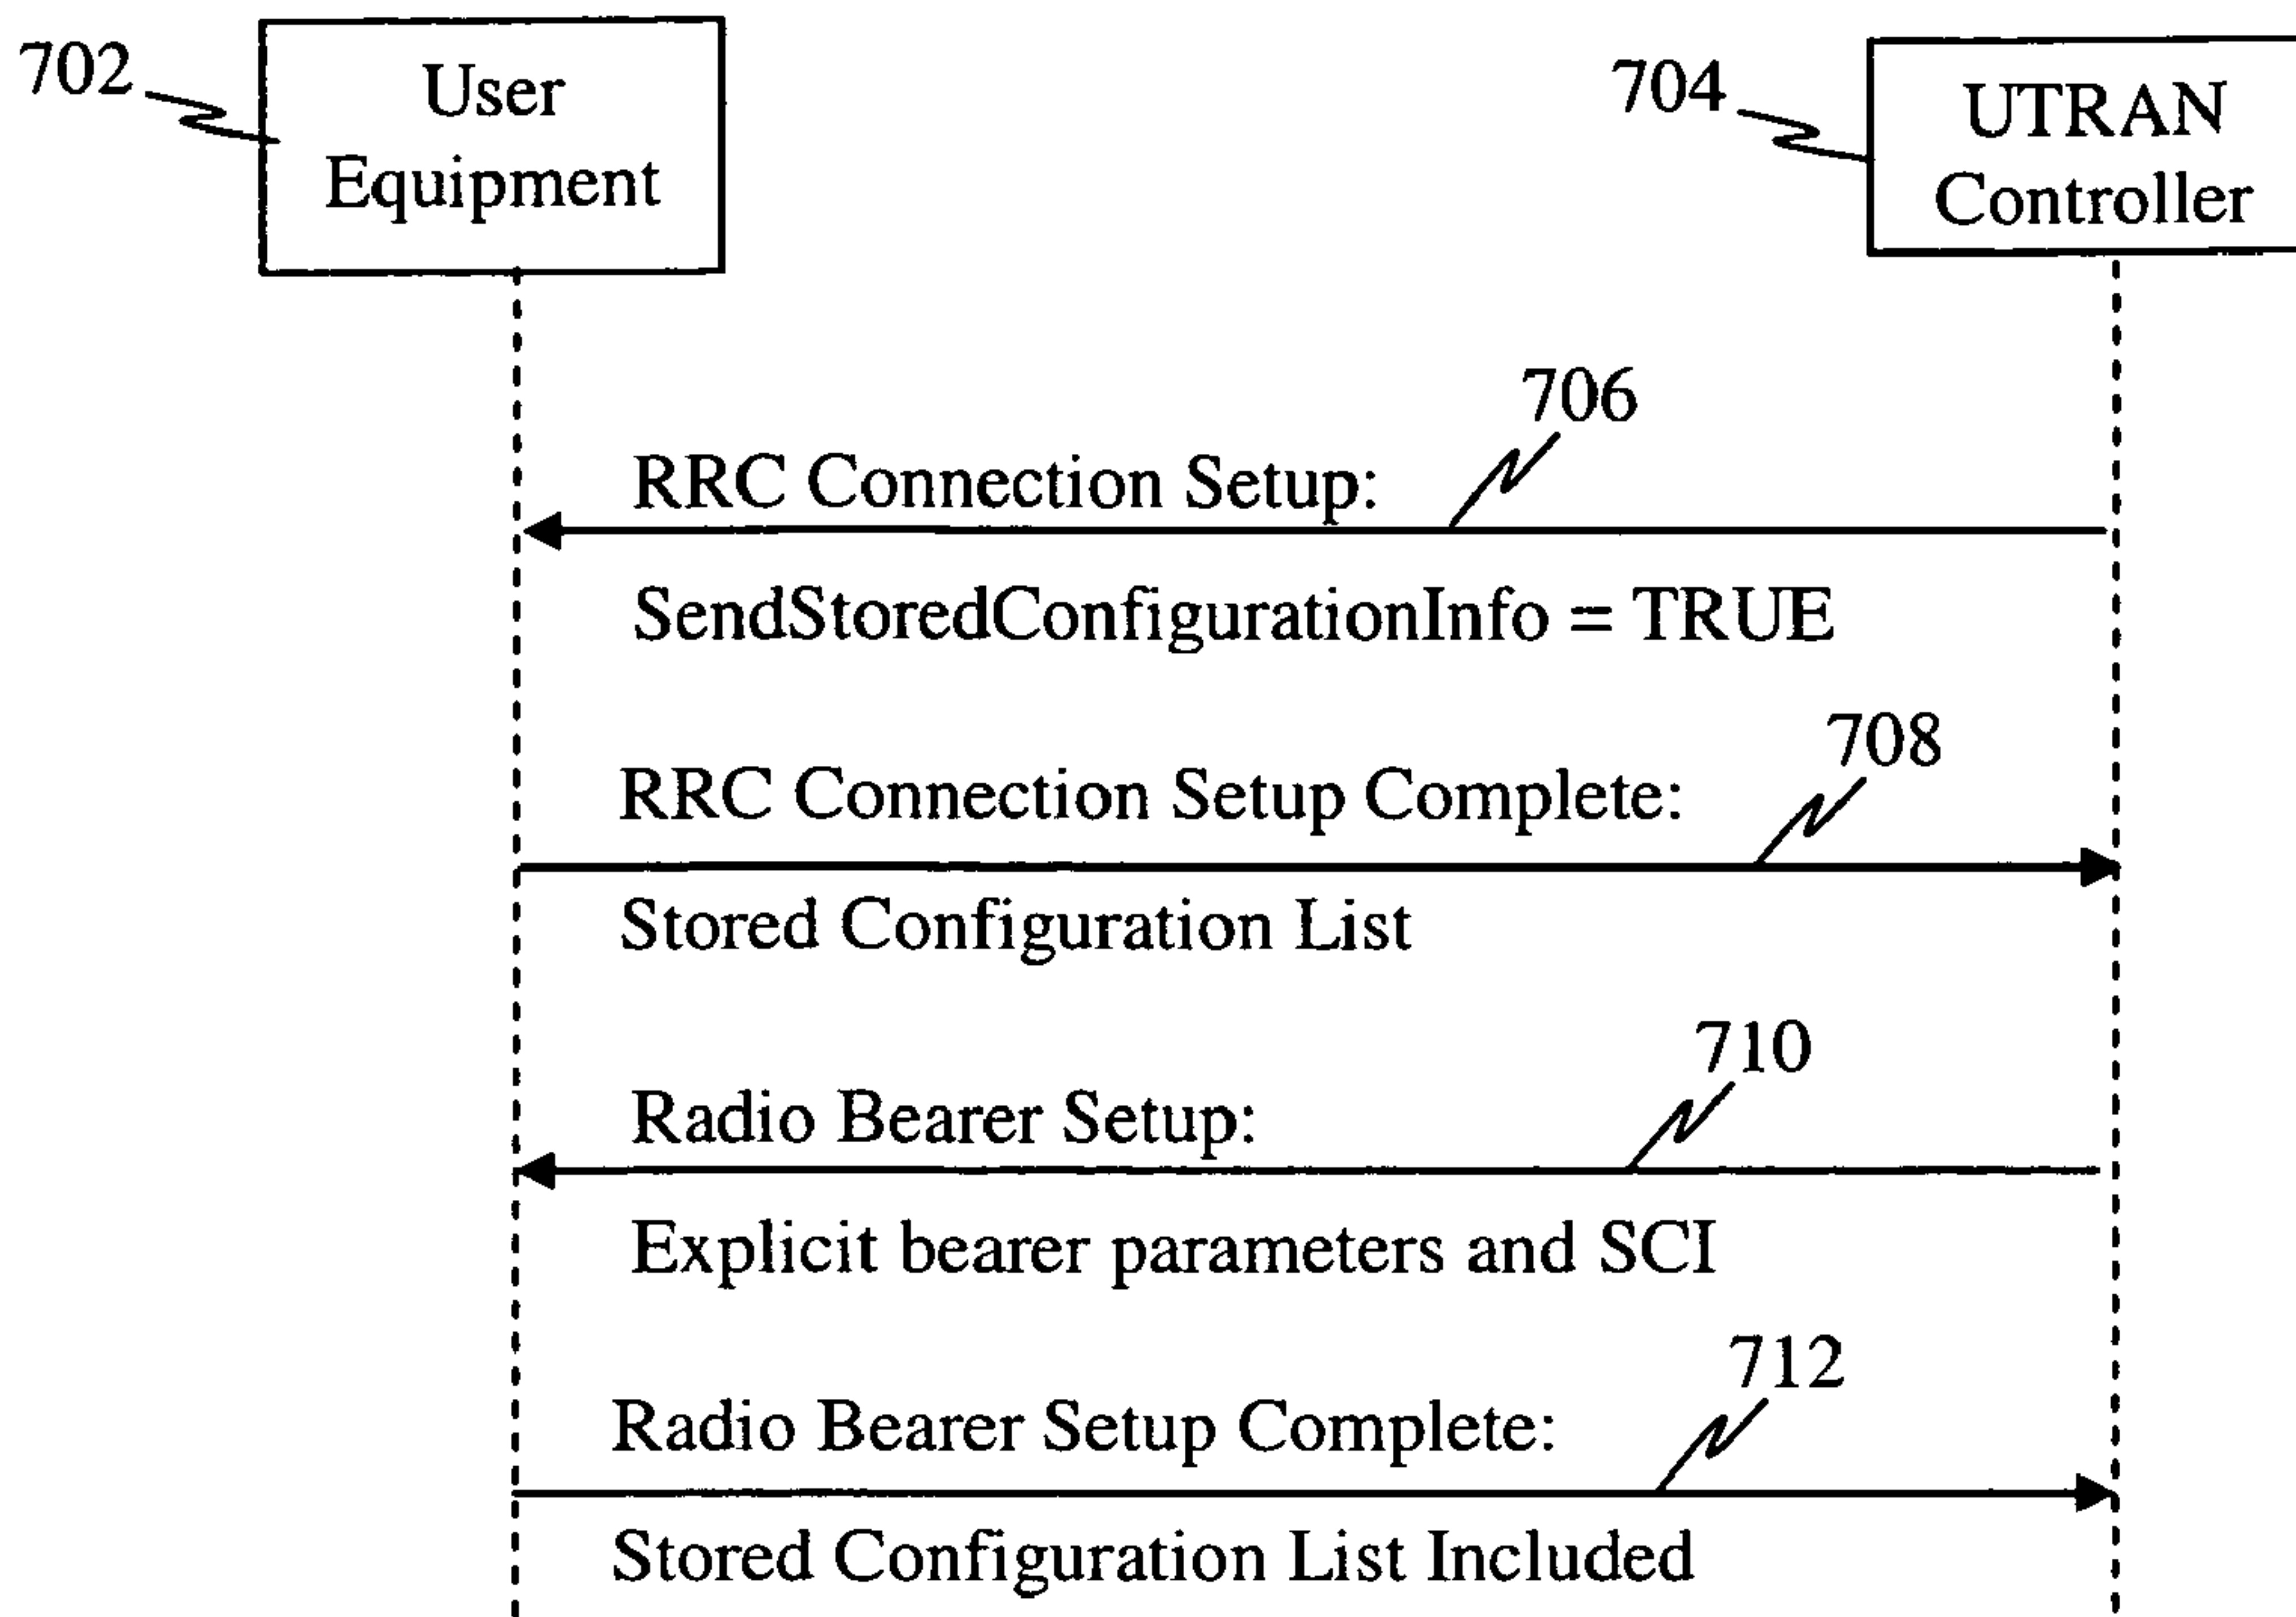 702
User
Equipment
704
UTRAN
Controller
706
RRC Connection Setup:
SendStoredConfigurationInfo = TRUE
708
RRC Connection Setup Complete:
Stored Configuration List
710
Radio Bearer Setup:
Explicit bearer parameters and SCI
712
Radio Bearer Setup Complete:
Stored Configuration List Included